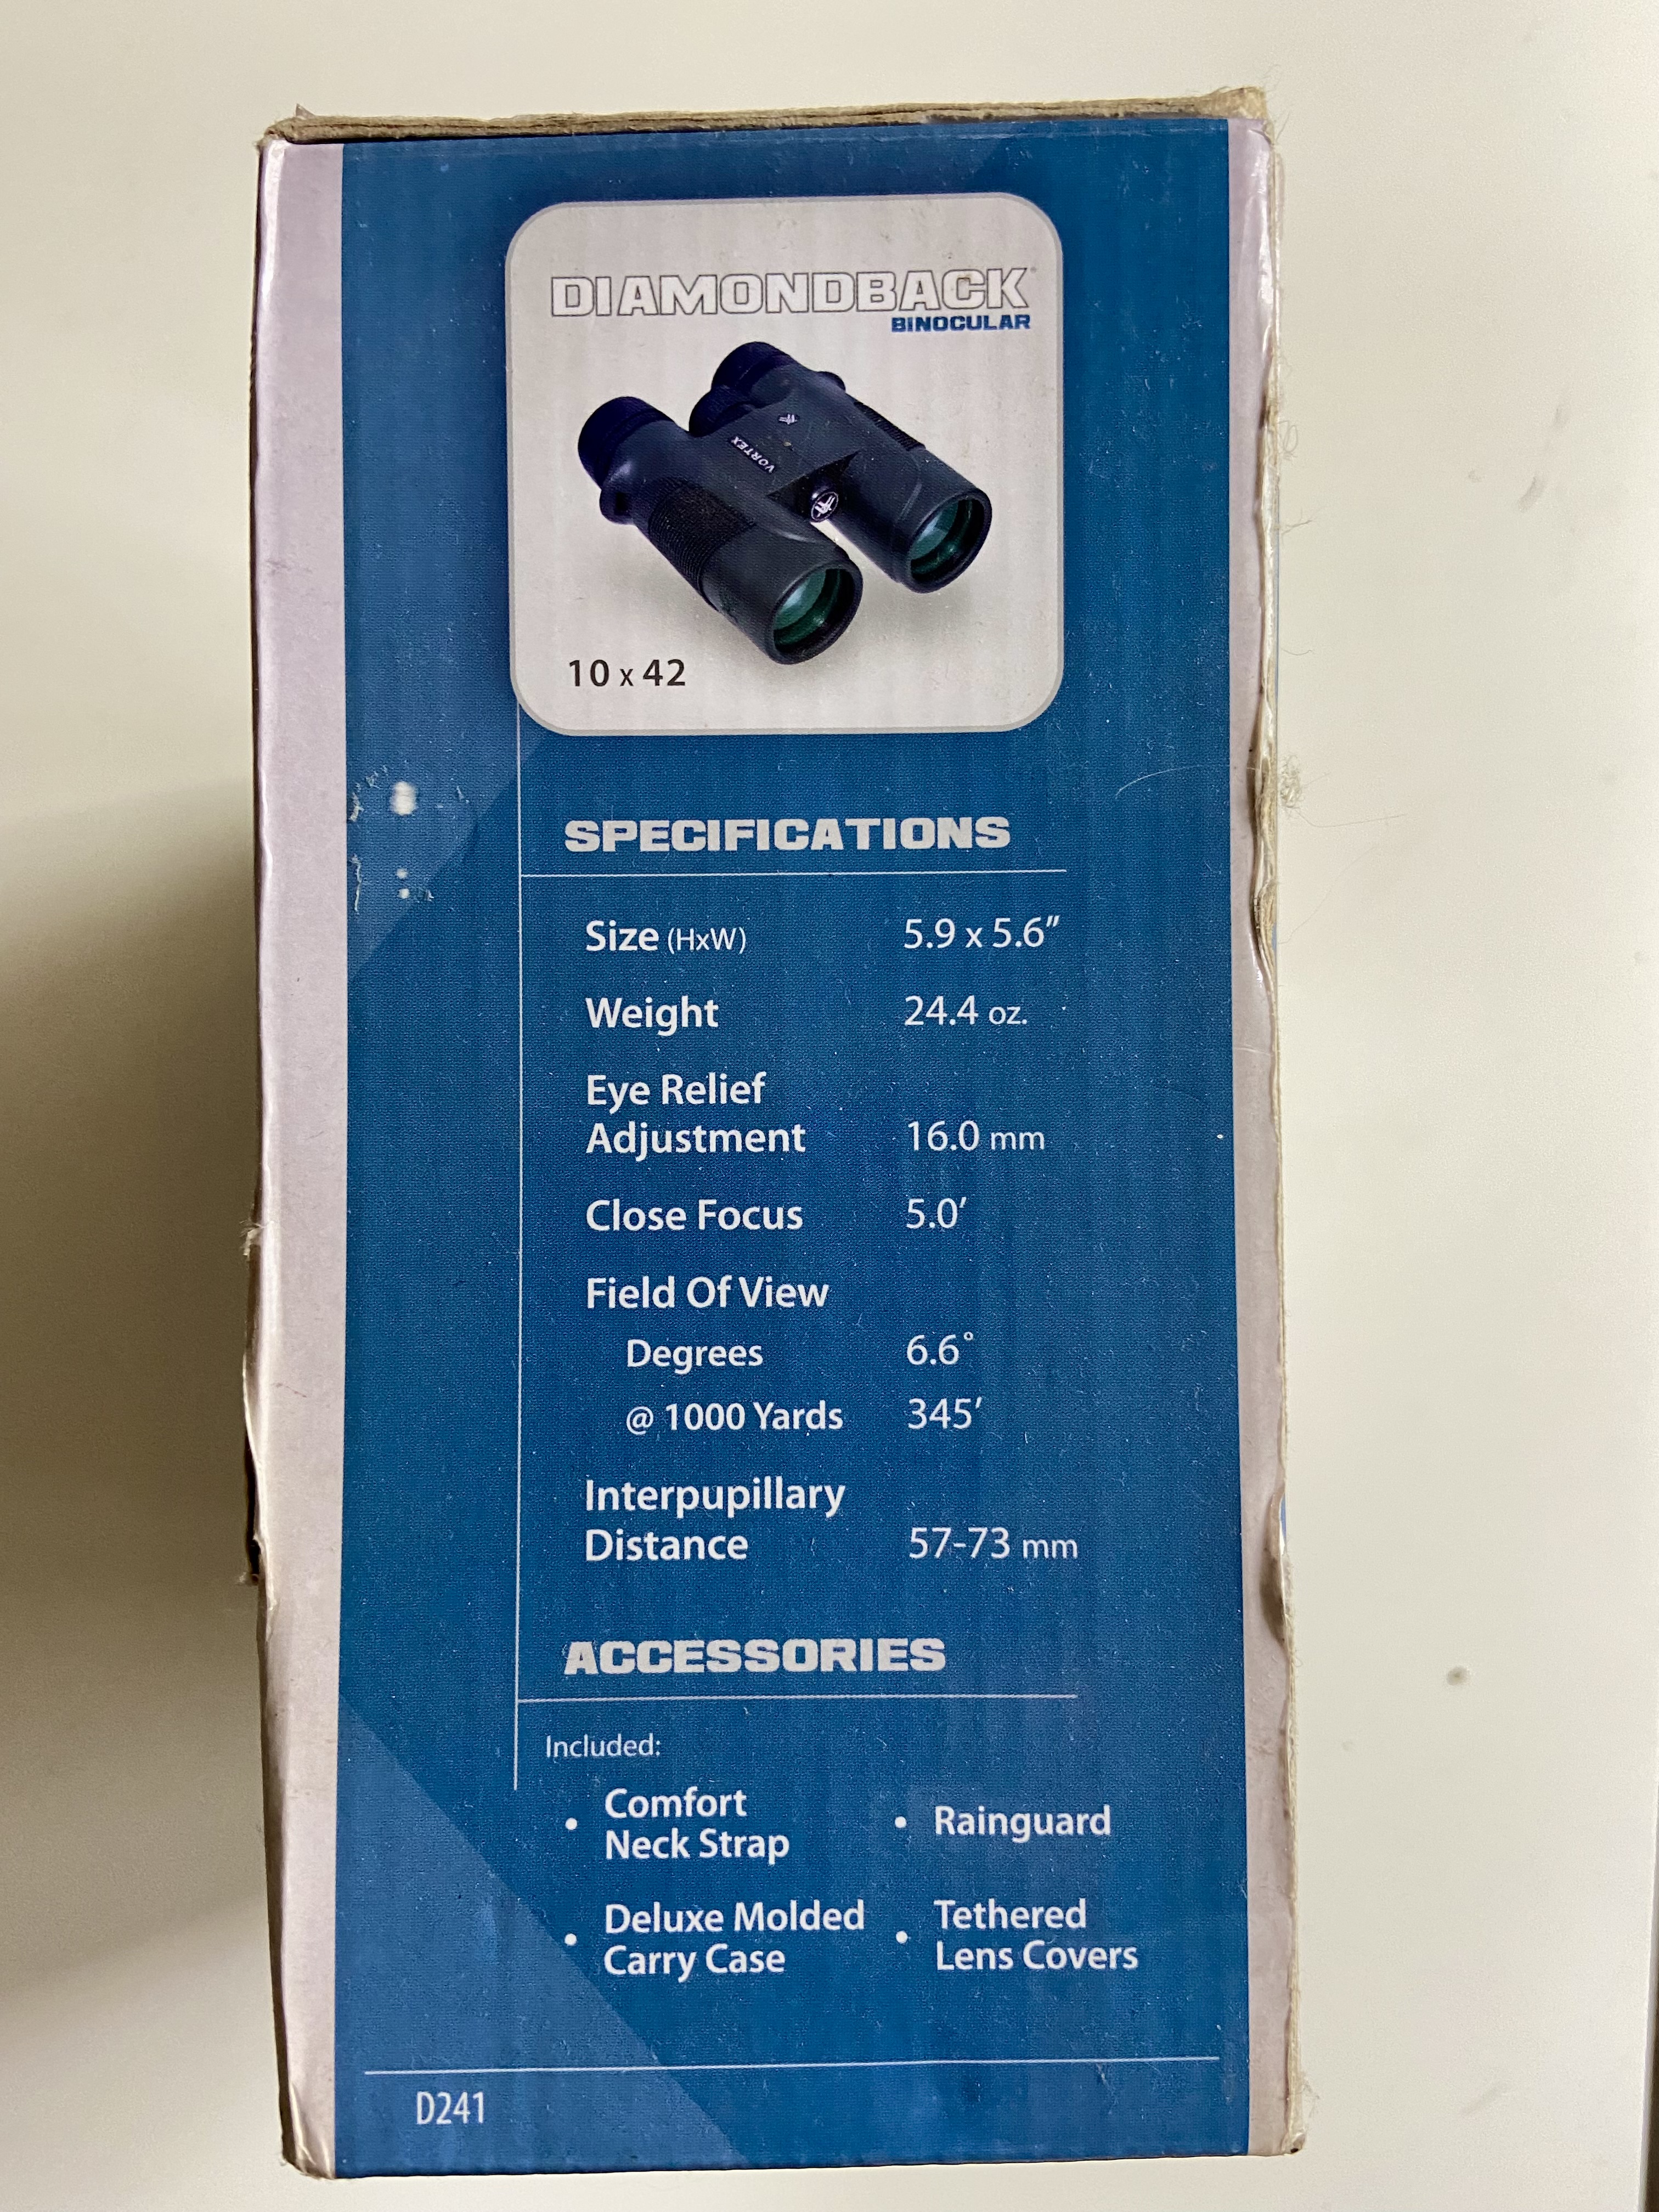 DIAMONDBACK
BINOCULAR
VORTEX
10 x 42
SPECIFICATIONS
Size (HxW) 5.9 x 5.6"
Weight 24.4 oz.
Eye Relief
Adjustment 16.0 mm
Close Focus 5.0'
Field Of View
Degrees 6.6°
@ 1000 Yards 345'
Interpupillary
Distance 57-73 mm
ACCESSORIES
Included:
• Comfort
Neck Strap
• Rainguard
• Deluxe Molded
Carry Case
• Tethered
Lens Covers
D241